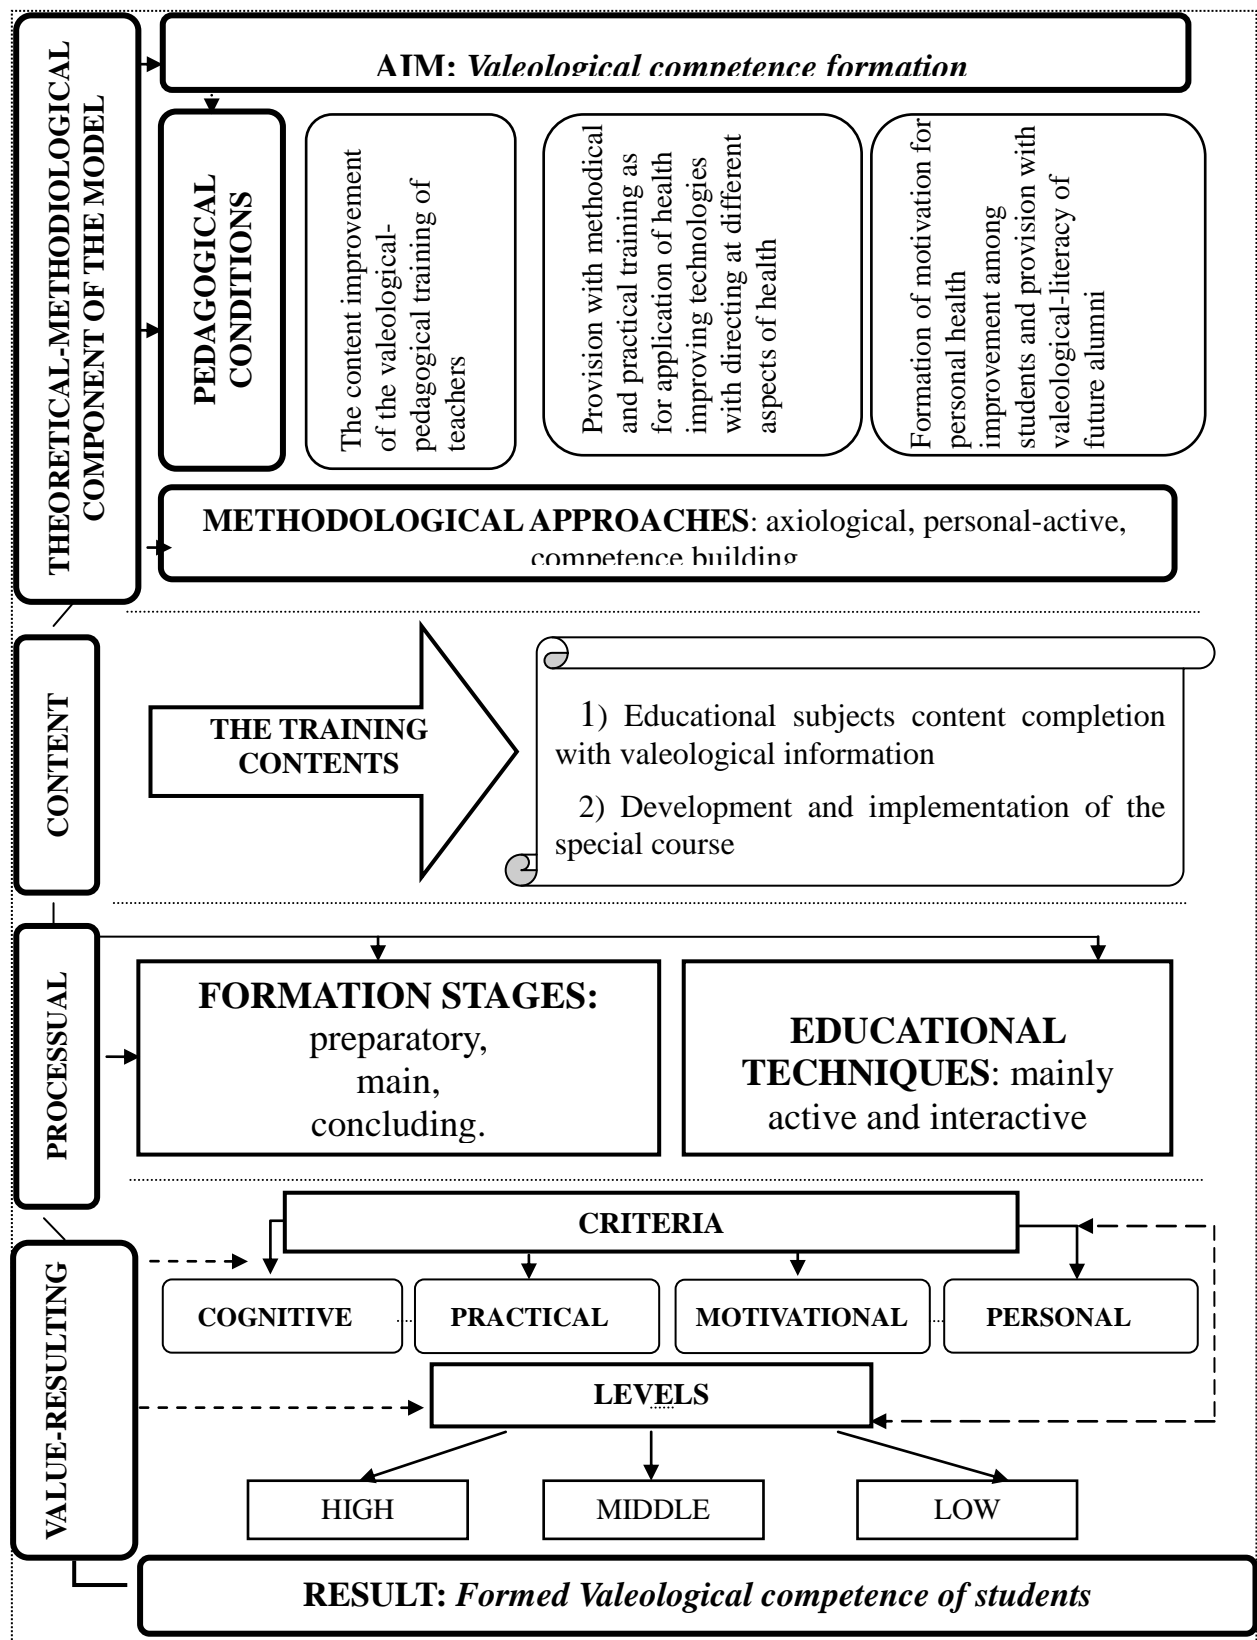 THEORETICAL-METHODIOLOGICAL
COMPONENT OF THE MODEL
AIM: Valeological competence formation
PEDAGOGICAL
CONDITIONS
The content improvement
of the valeological-
pedagogical training of
teachers
Provision with methodical
and practical training as
for application of health
improving technologies
with directing at different
aspects of health
Formation of motivation for
personal health
improvement among
students and provision with
valeological-literacy of
future alumni
METHODOLOGICAL APPROACHES: axiological, personal-active,
competence building
CONTENT
THE TRAINING
CONTENTS
1) Educational subjects content completion
with valeological information
2) Development and implementation of the
special course
PROCESSUAL
FORMATION STAGES:
preparatory,
main,
concluding.
EDUCATIONAL
TECHNIQUES: mainly
active and interactive
VALUE-RESULTING
CRITERIA
COGNITIVE
PRACTICAL
MOTIVATIONAL
PERSONAL
LEVELS
HIGH
MIDDLE
LOW
RESULT: Formed Valeological competence of students